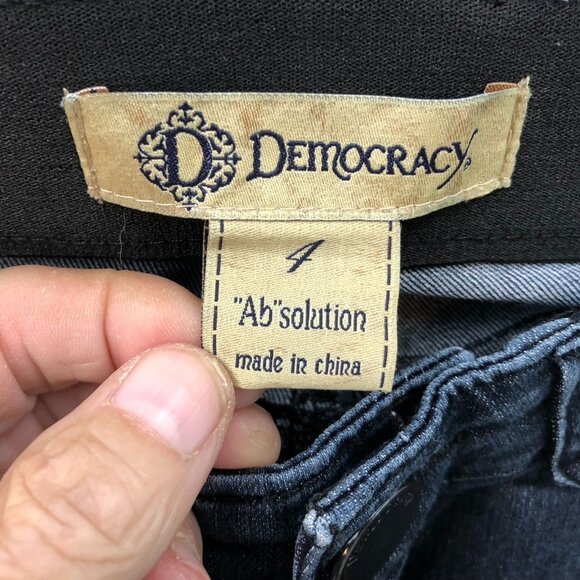 D DEMOCRACY
4
"Ab"solution
made in china